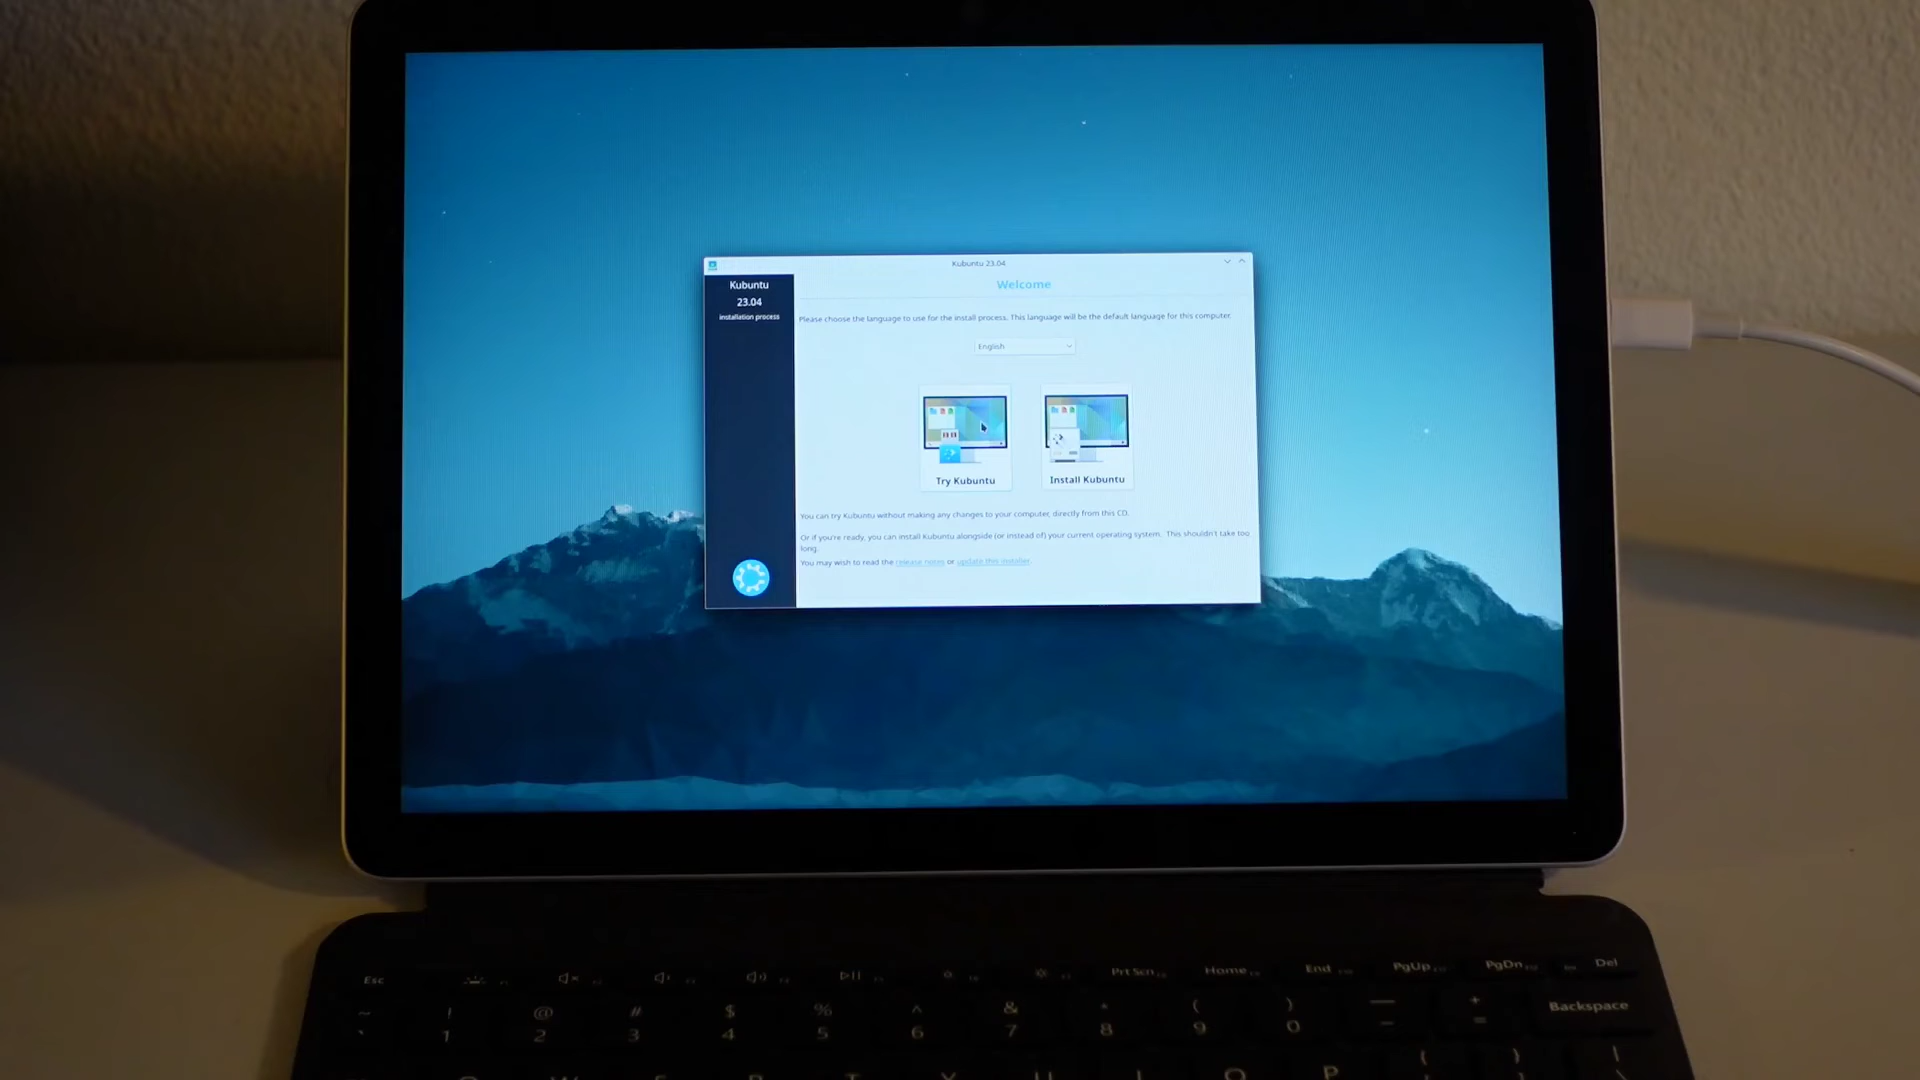 Kubuntu 23.04
Kubuntu
23.04
installation process
Welcome
Please choose the language to use for the install process. This language will be the default language for this computer.
English
Try Kubuntu
Install Kubuntu
You can try Kubuntu without making any changes to your computer, directly from this CD.
Or if you're ready, you can install Kubuntu alongside (or instead of) your current operating system. This shouldn't take too
long.
You may wish to read the release notes or update this installer.
Esc
PrtScn Home End PgUp PgDn Del
~ ! @ # $ % ^ & * ( ) — +
` 1 2 3 4 5 6 7 8 9 0 - = Backspace
{ } |
P